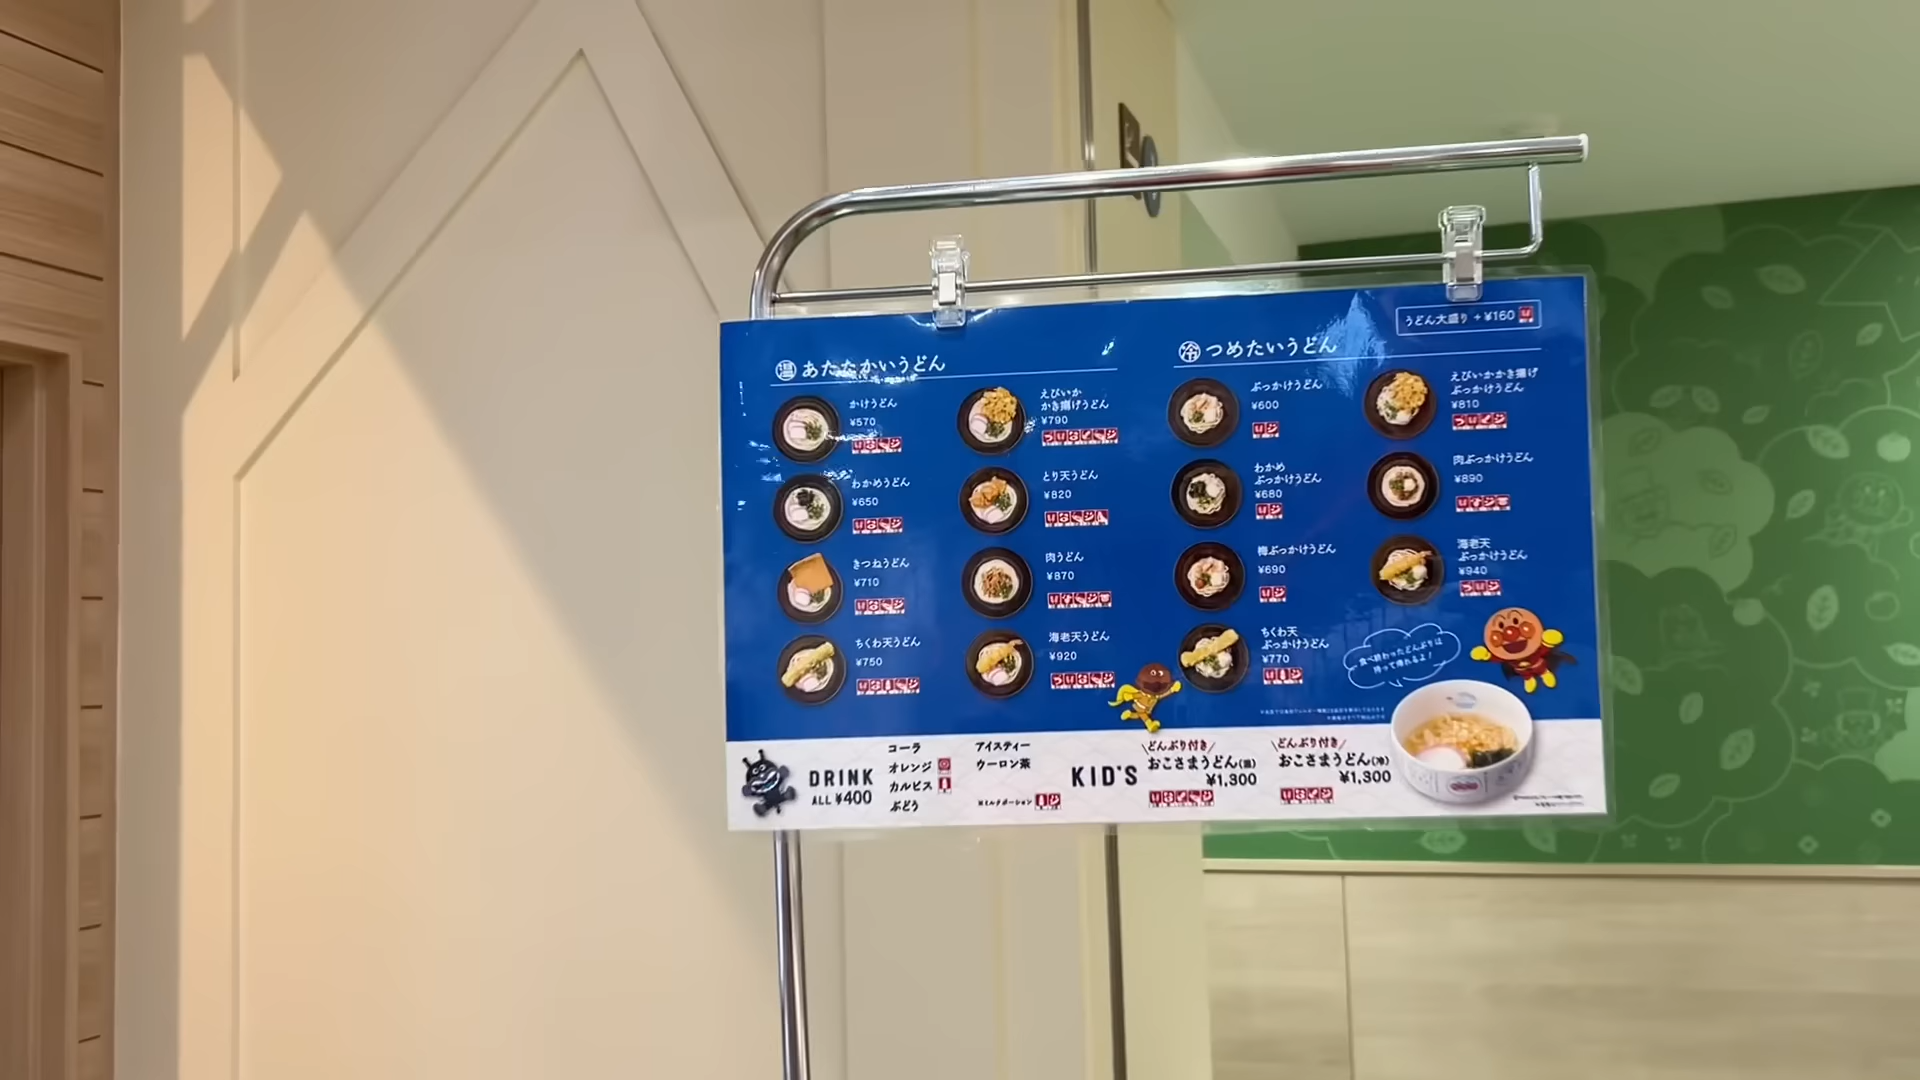 温 あたたかいうどん
かけうどん
¥570
わかめうどん
¥650
きつねうどん
¥710
ちくわ天うどん
¥750
えびいか
かき揚げうどん
¥790
とり天うどん
¥820
肉うどん
¥870
海老天うどん
¥920
うどん大盛り +¥160
冷 つめたいうどん
ぶっかけうどん
¥600
わかめ
ぶっかけうどん
¥680
梅ぶっかけうどん
¥690
ちくわ天
ぶっかけうどん
¥770
えびいかかき揚げ
ぶっかけうどん
¥810
肉ぶっかけうどん
¥890
海老天
ぶっかけうどん
¥940
食べ終わったどんぶりは
持って帰れるよ!
DRINK
ALL ¥400
コーラ
オレンジ
カルピス
ぶどう
アイスティー
ウーロン茶
※ミルクポーション
KID'S
どんぶり付き
おこさまうどん(温)
¥1,300
どんぶり付き
おこさまうどん(冷)
¥1,300